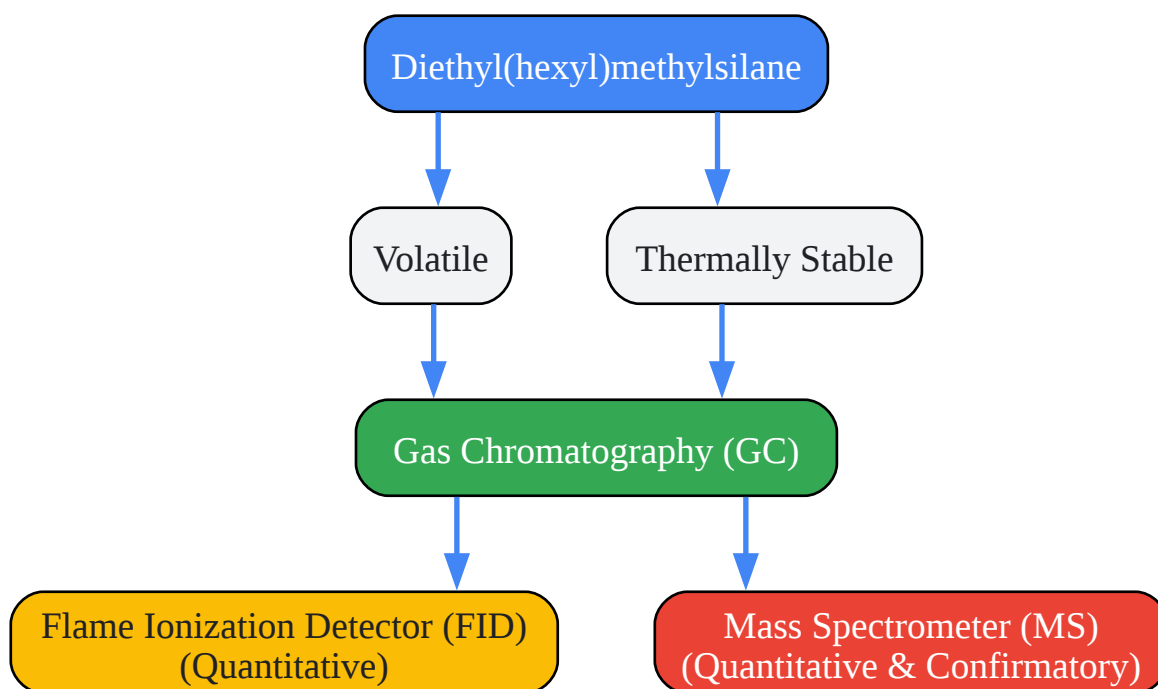 Diethyl(hexyl)methylsilane
Volatile
Thermally Stable
Gas Chromatography (GC)
Flame Ionization Detector (FID)
(Quantitative)
Mass Spectrometer (MS)
(Quantitative & Confirmatory)